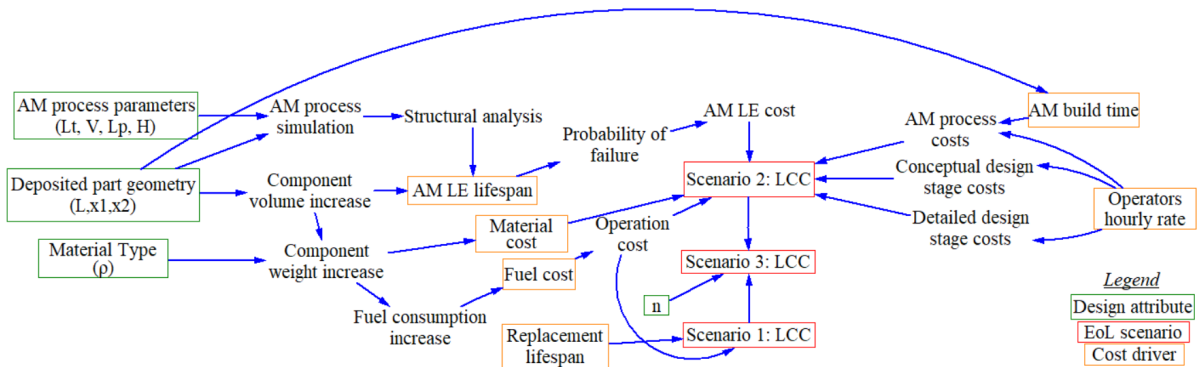 AM process parameters
(Lt, V, Lp, H)
AM process
simulation
Structural analysis
Deposited part geometry
(L,x1,x2)
Component
volume increase
AM LE lifespan
Material Type
(ρ)
Component
weight increase
Fuel consumption
increase
Probability of
failure
AM LE cost
Material
cost
Fuel cost
Operation
cost
Replacement
lifespan
Scenario 2: LCC
Scenario 3: LCC
n
Scenario 1: LCC
AM process
costs
Conceptual design
stage costs
Detailed design
stage costs
AM build time
Operators
hourly rate
Legend
Design attribute
EoL scenario
Cost driver